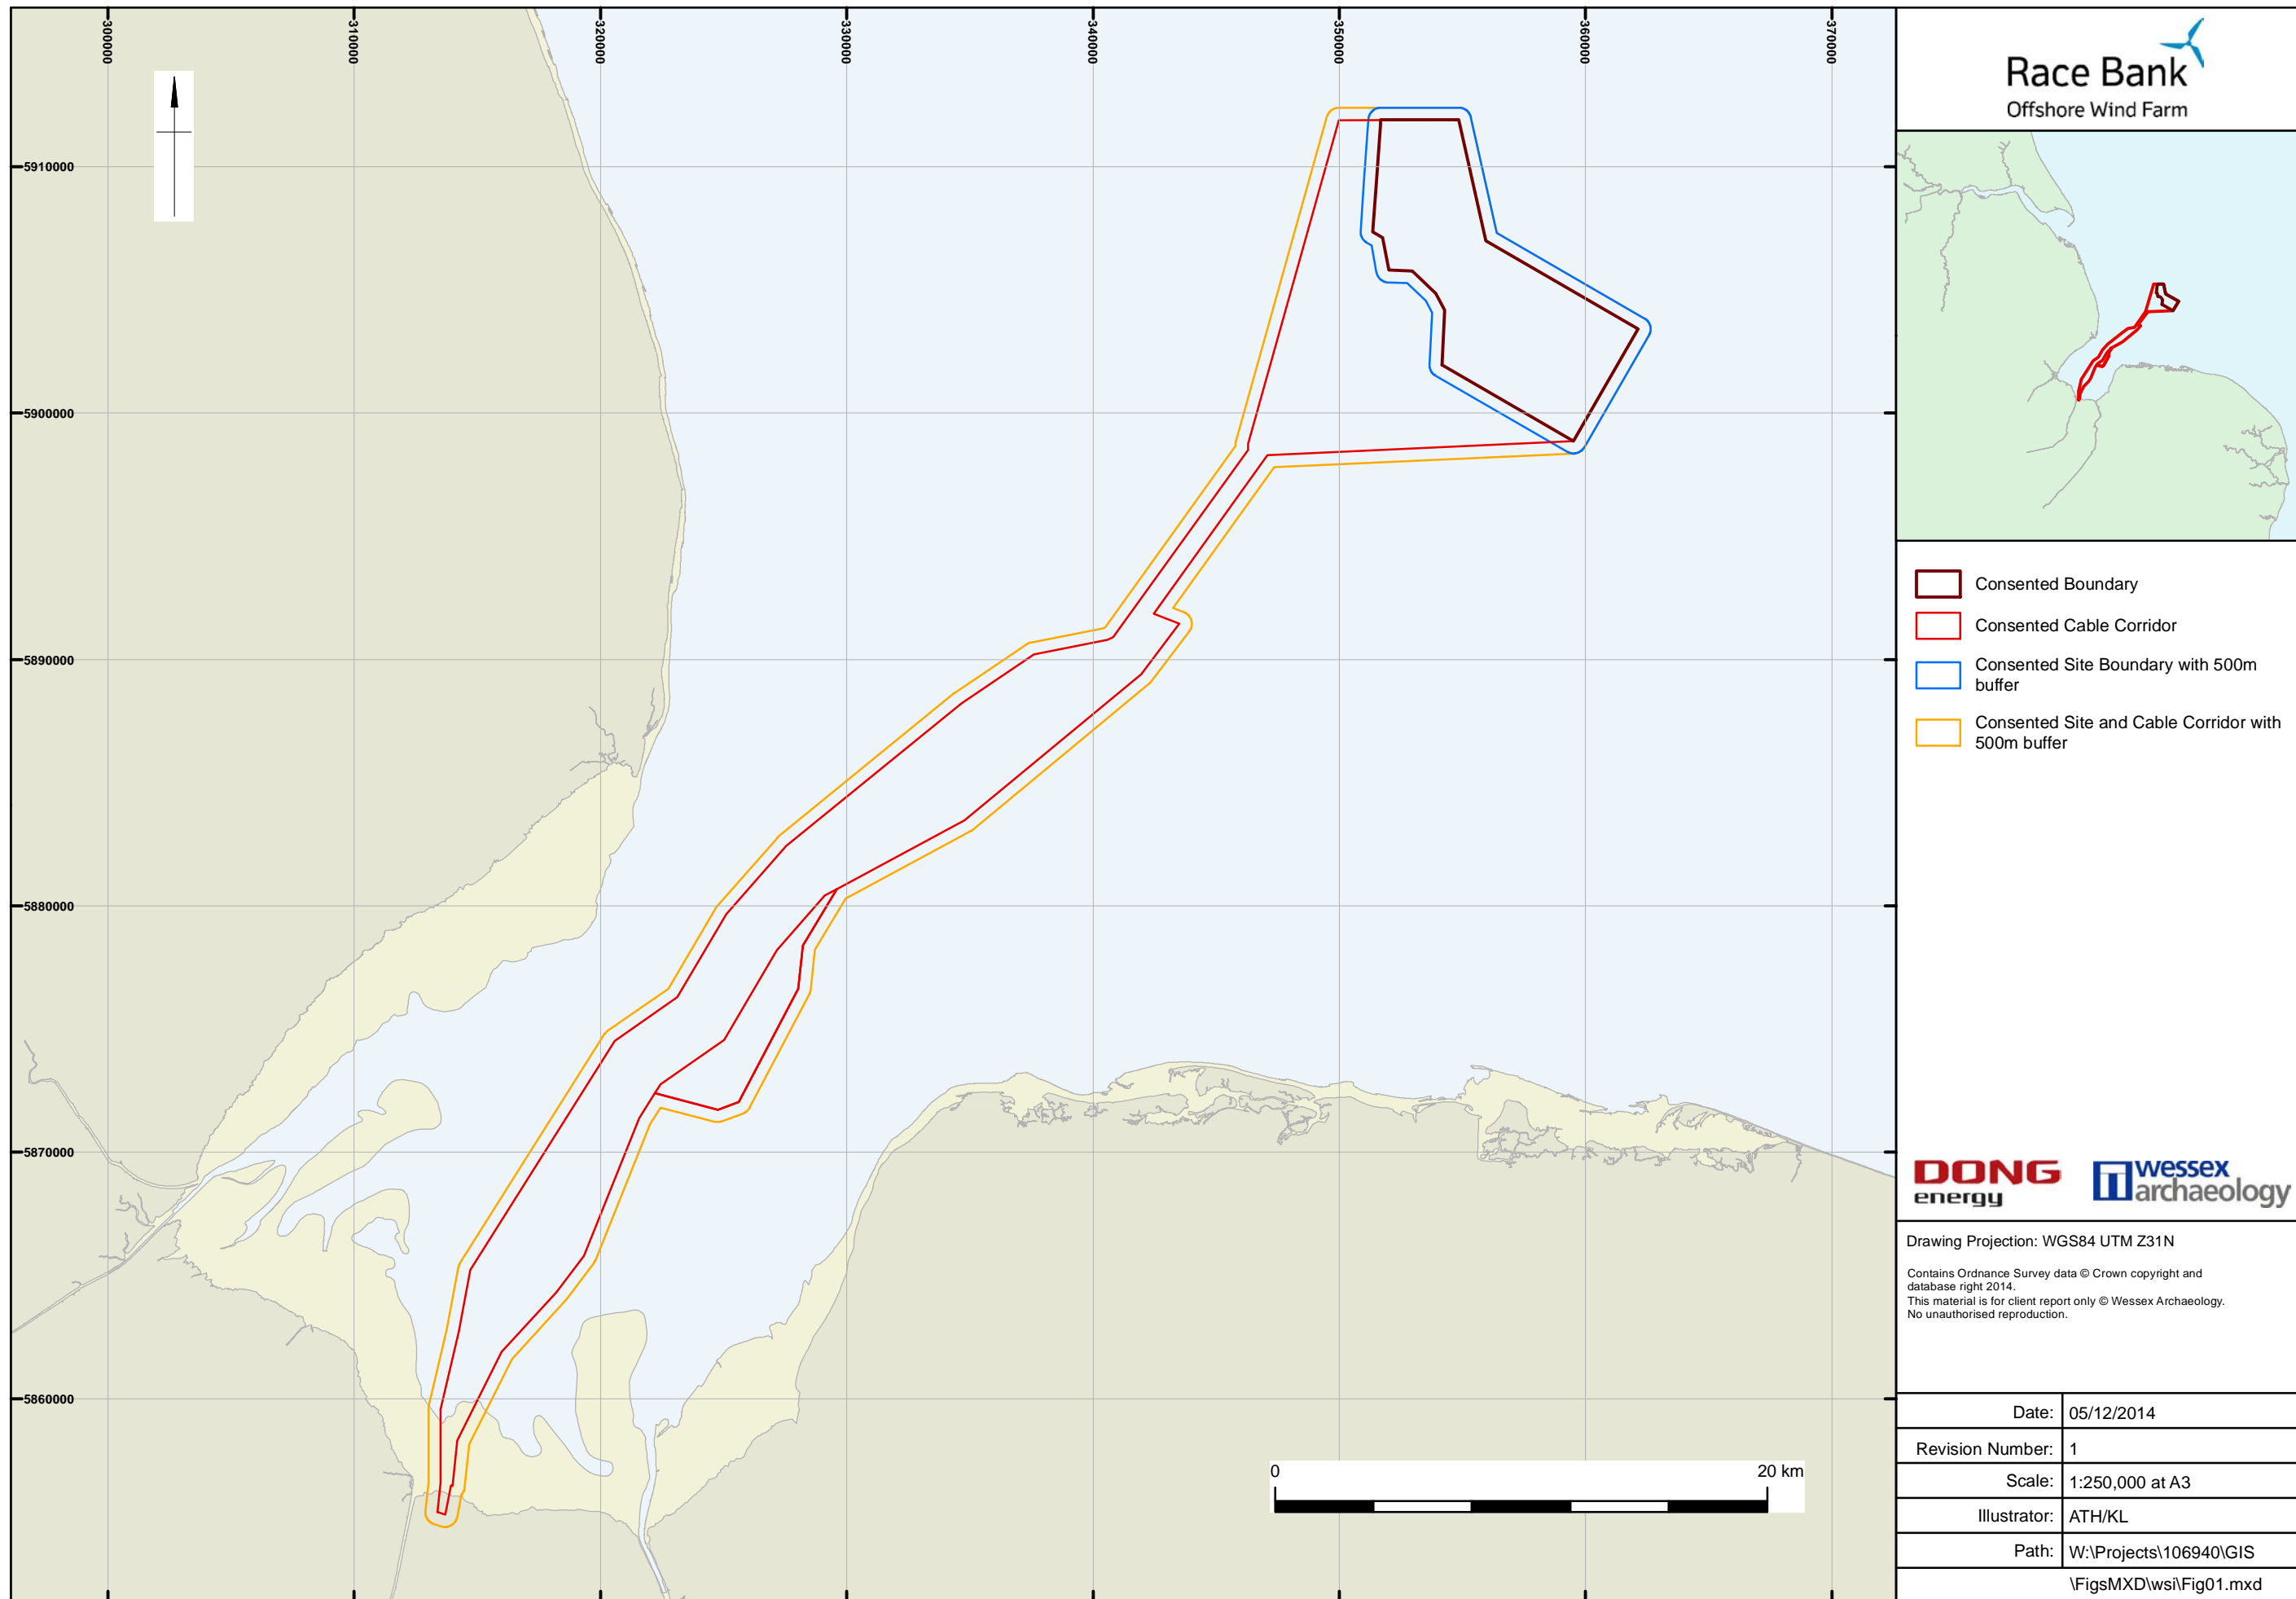 300000
310000
320000
330000
340000
350000
360000
370000
5910000
5900000
5890000
5880000
5870000
5860000
0
20 km
Race Bank
Offshore Wind Farm
Consented Boundary
Consented Cable Corridor
Consented Site Boundary with 500m
buffer
Consented Site and Cable Corridor with
500m buffer
DONG
energy
wessex
archaeology
Drawing Projection: WGS84 UTM Z31N
Contains Ordnance Survey data © Crown copyright and
database right 2014.
This material is for client report only © Wessex Archaeology.
No unauthorised reproduction.
Date: 05/12/2014
Revision Number: 1
Scale: 1:250,000 at A3
Illustrator: ATH/KL
Path: W:\Projects\106940\GIS
\FigsMXD\wsi\Fig01.mxd